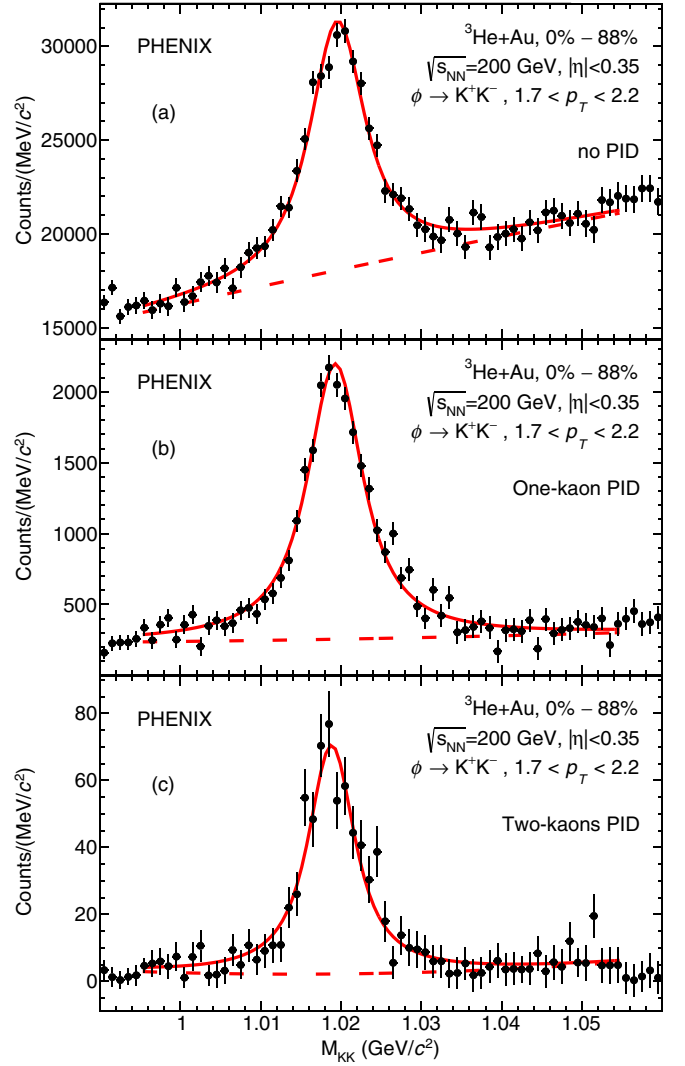 30000
25000
20000
15000
Counts/(MeV/c²)
PHENIX
(a)
³He+Au, 0% − 88%
√s_NN=200 GeV, |η|<0.35
ϕ → K⁺K⁻ , 1.7 < p_T < 2.2
no PID
2000
1500
1000
500
Counts/(MeV/c²)
PHENIX
(b)
³He+Au, 0% − 88%
√s_NN=200 GeV, |η|<0.35
ϕ → K⁺K⁻ , 1.7 < p_T < 2.2
One-kaon PID
80
60
40
20
0
Counts/(MeV/c²)
PHENIX
(c)
³He+Au, 0% − 88%
√s_NN=200 GeV, |η|<0.35
ϕ → K⁺K⁻ , 1.7 < p_T < 2.2
Two-kaons PID
1 1.01 1.02 1.03 1.04 1.05
M_KK (GeV/c²)